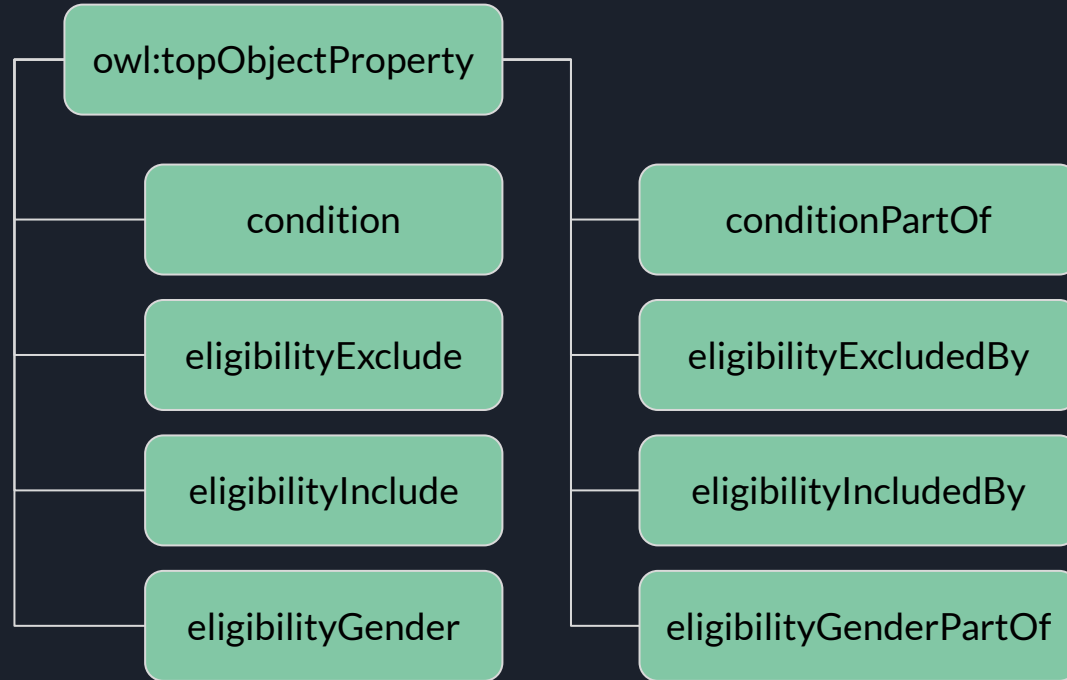 owl:topObjectProperty
condition
conditionPartOf
eligibilityExclude
eligibilityExcludedBy
eligibilityInclude
eligibilityIncludedBy
eligibilityGender
eligibilityGenderPartOf